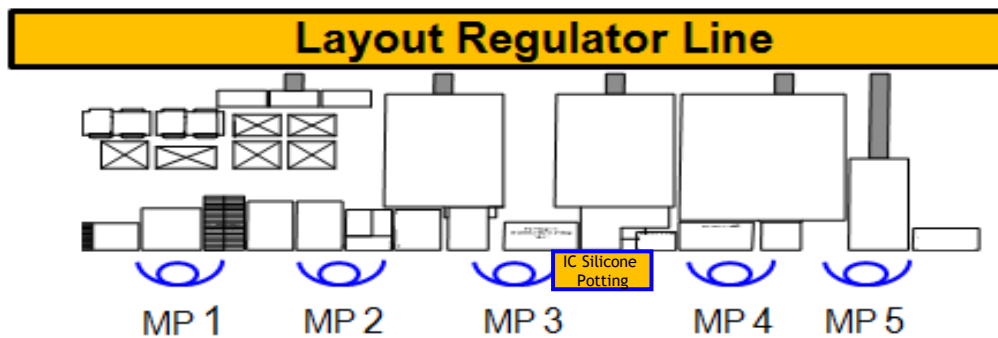 Layout Regulator Line
IC Silicone
Potting
MP 1
MP 2
MP 3
MP 4
MP 5